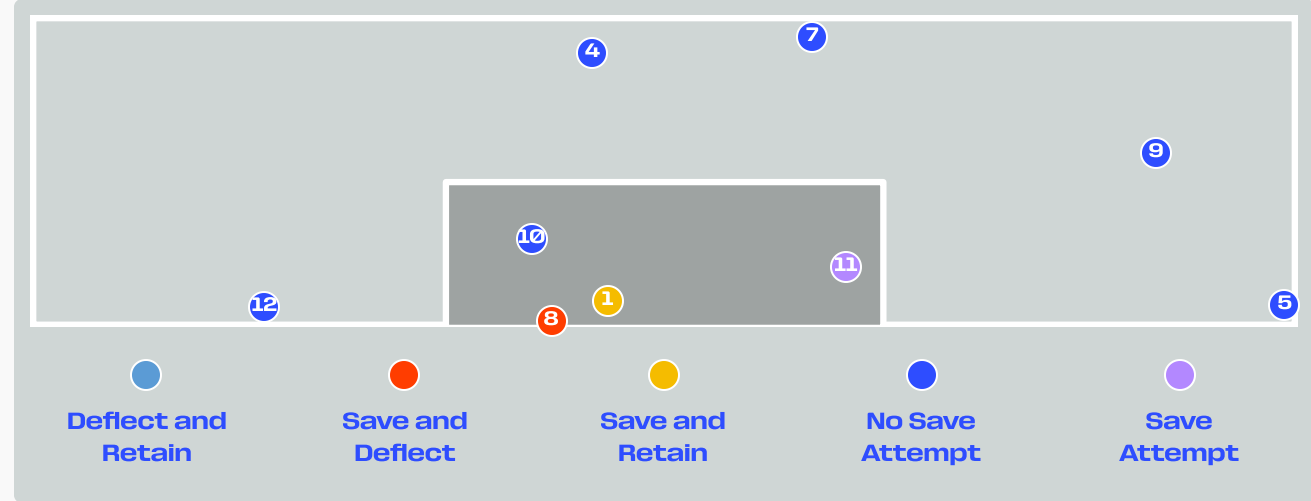 7
4
9
10
11
1
5
12
8
Deflect and
Retain
Save and
Deflect
Save and
Retain
No Save
Attempt
Save
Attempt